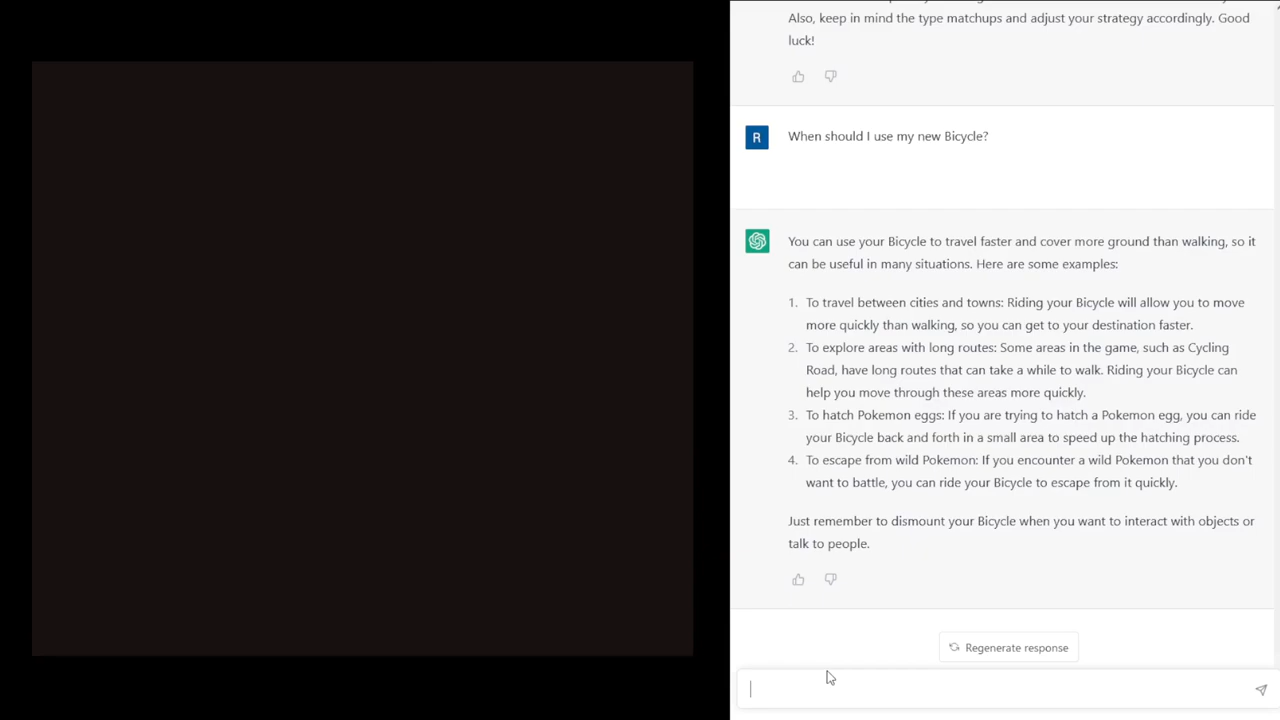 Also, keep in mind the type matchups and adjust your strategy accordingly. Good
luck!
R
When should I use my new Bicycle?
You can use your Bicycle to travel faster and cover more ground than walking, so it
can be useful in many situations. Here are some examples:
1. To travel between cities and towns: Riding your Bicycle will allow you to move
more quickly than walking, so you can get to your destination faster.
2. To explore areas with long routes: Some areas in the game, such as Cycling
Road, have long routes that can take a while to walk. Riding your Bicycle can
help you move through these areas more quickly.
3. To hatch Pokemon eggs: If you are trying to hatch a Pokemon egg, you can ride
your Bicycle back and forth in a small area to speed up the hatching process.
4. To escape from wild Pokemon: If you encounter a wild Pokemon that you don't
want to battle, you can ride your Bicycle to escape from it quickly.
Just remember to dismount your Bicycle when you want to interact with objects or
talk to people.
Regenerate response